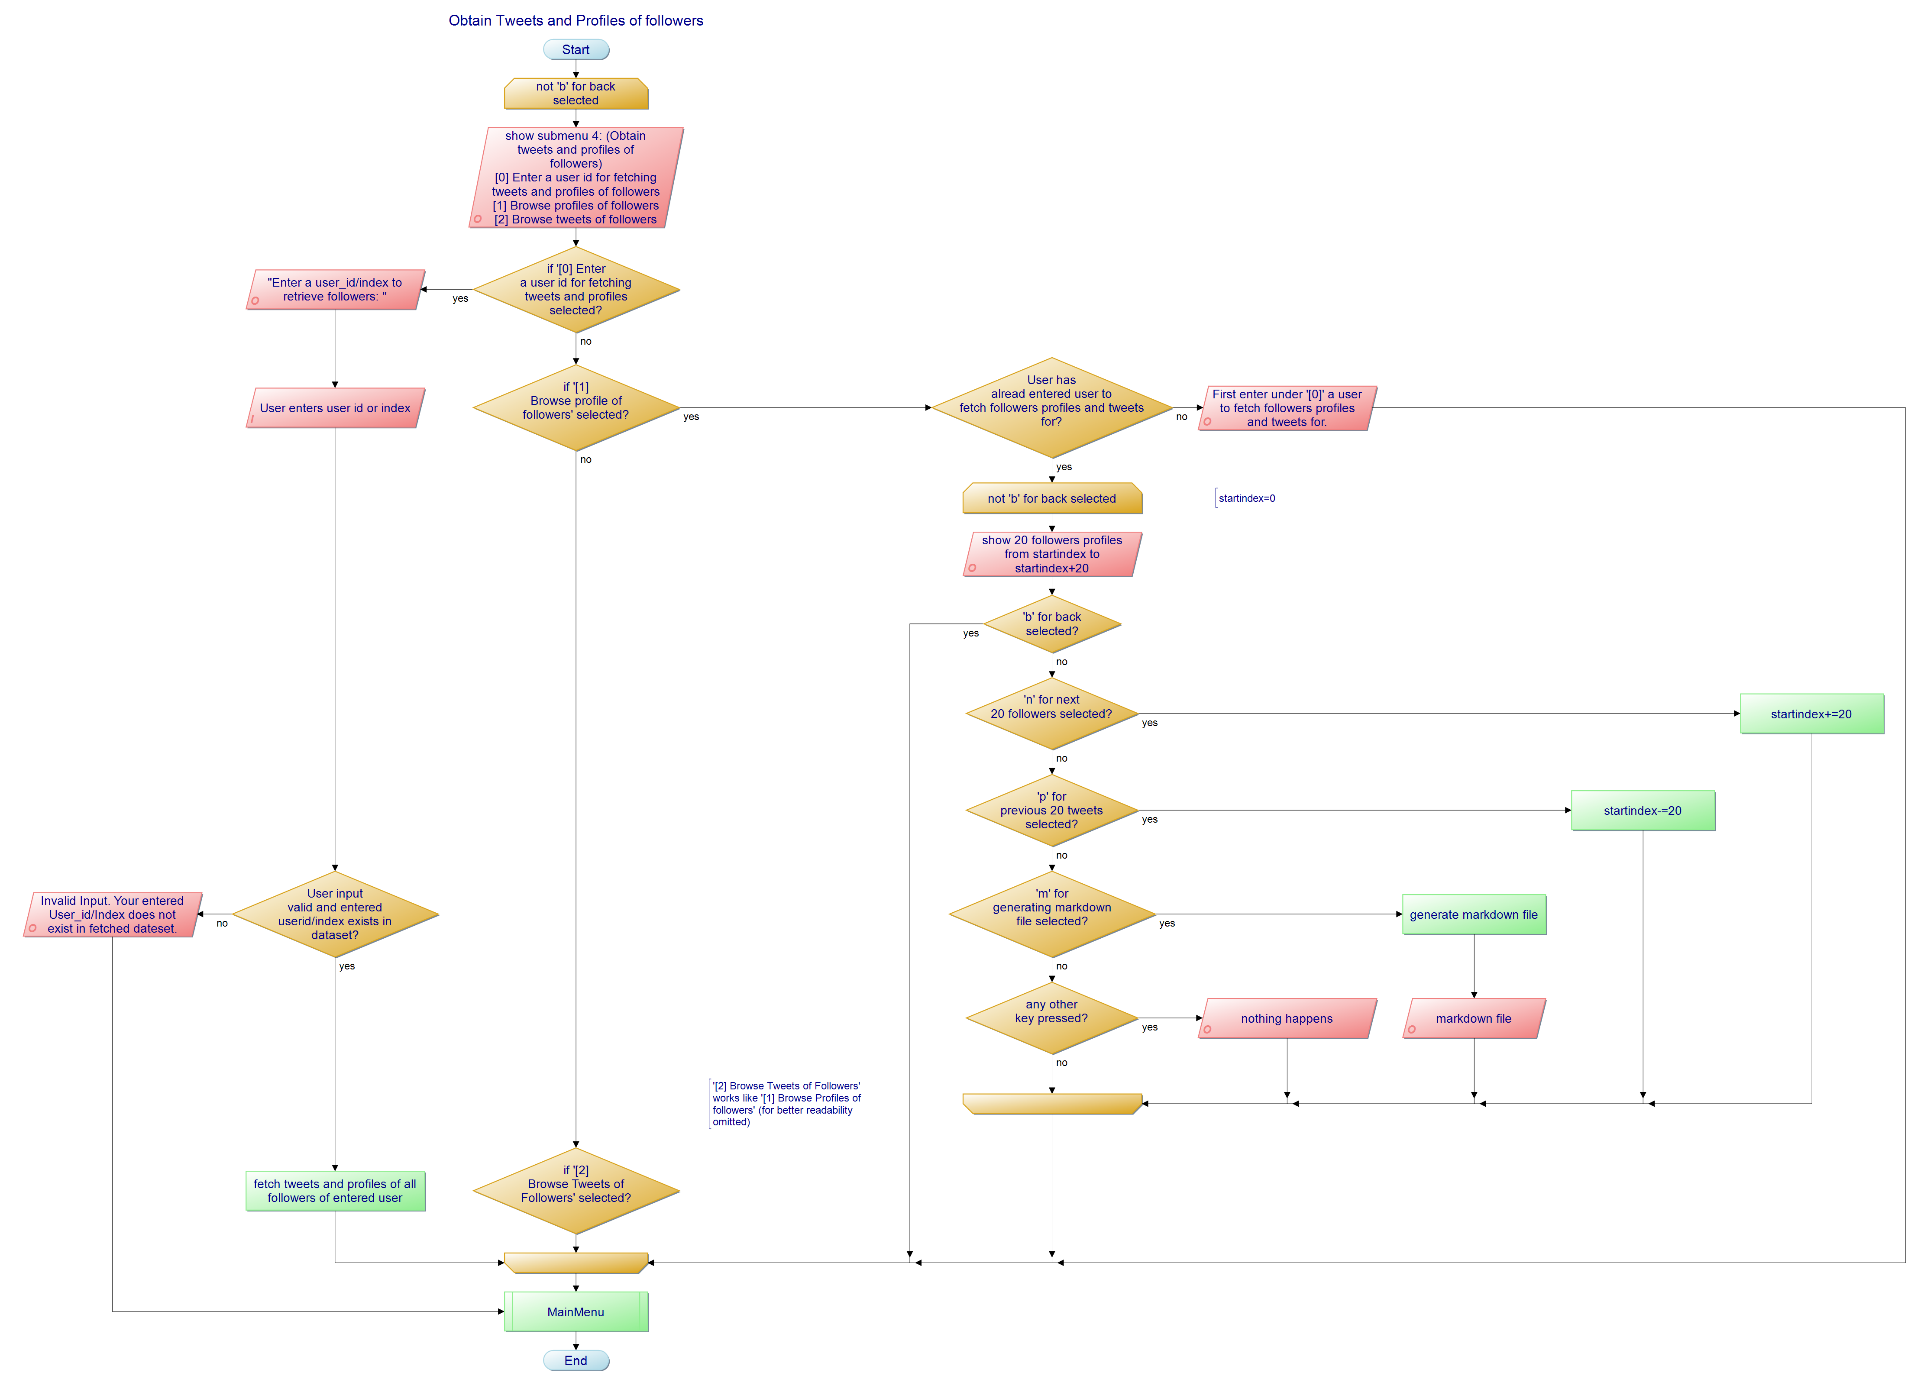 Obtain Tweets and Profiles of followers
Start
not 'b' for back
selected
show submenu 4: (Obtain
tweets and profiles of
followers)
[0] Enter a user id for fetching
tweets and profiles of followers
[1] Browse profiles of followers
[2] Browse tweets of followers
O
if '[0] Enter
a user id for fetching
tweets and profiles
selected?
yes
no
"Enter a user_id/index to
retrieve followers: "
O
User enters user id or index
I
if '[1]
Browse profile of
followers' selected?
yes
no
User has
alread entered user to
fetch followers profiles and tweets
for?
no
yes
First enter under '[0]' a user
to fetch followers profiles
and tweets for.
O
not 'b' for back selected
startindex=0
show 20 followers profiles
from startindex to
startindex+20
O
'b' for back
selected?
yes
no
'n' for next
20 followers selected?
yes
no
startindex+=20
'p' for
previous 20 tweets
selected?
yes
no
startindex-=20
'm' for
generating markdown
file selected?
yes
no
generate markdown file
any other
key pressed?
yes
no
nothing happens
O
markdown file
O
User input
valid and entered
userid/index exists in
dataset?
no
yes
Invalid Input. Your entered
User_id/Index does not
exist in fetched dateset.
O
'[2] Browse Tweets of Followers'
works like '[1] Browse Profiles of
followers' (for better readability
omitted)
fetch tweets and profiles of all
followers of entered user
if '[2]
Browse Tweets of
Followers' selected?
MainMenu
End